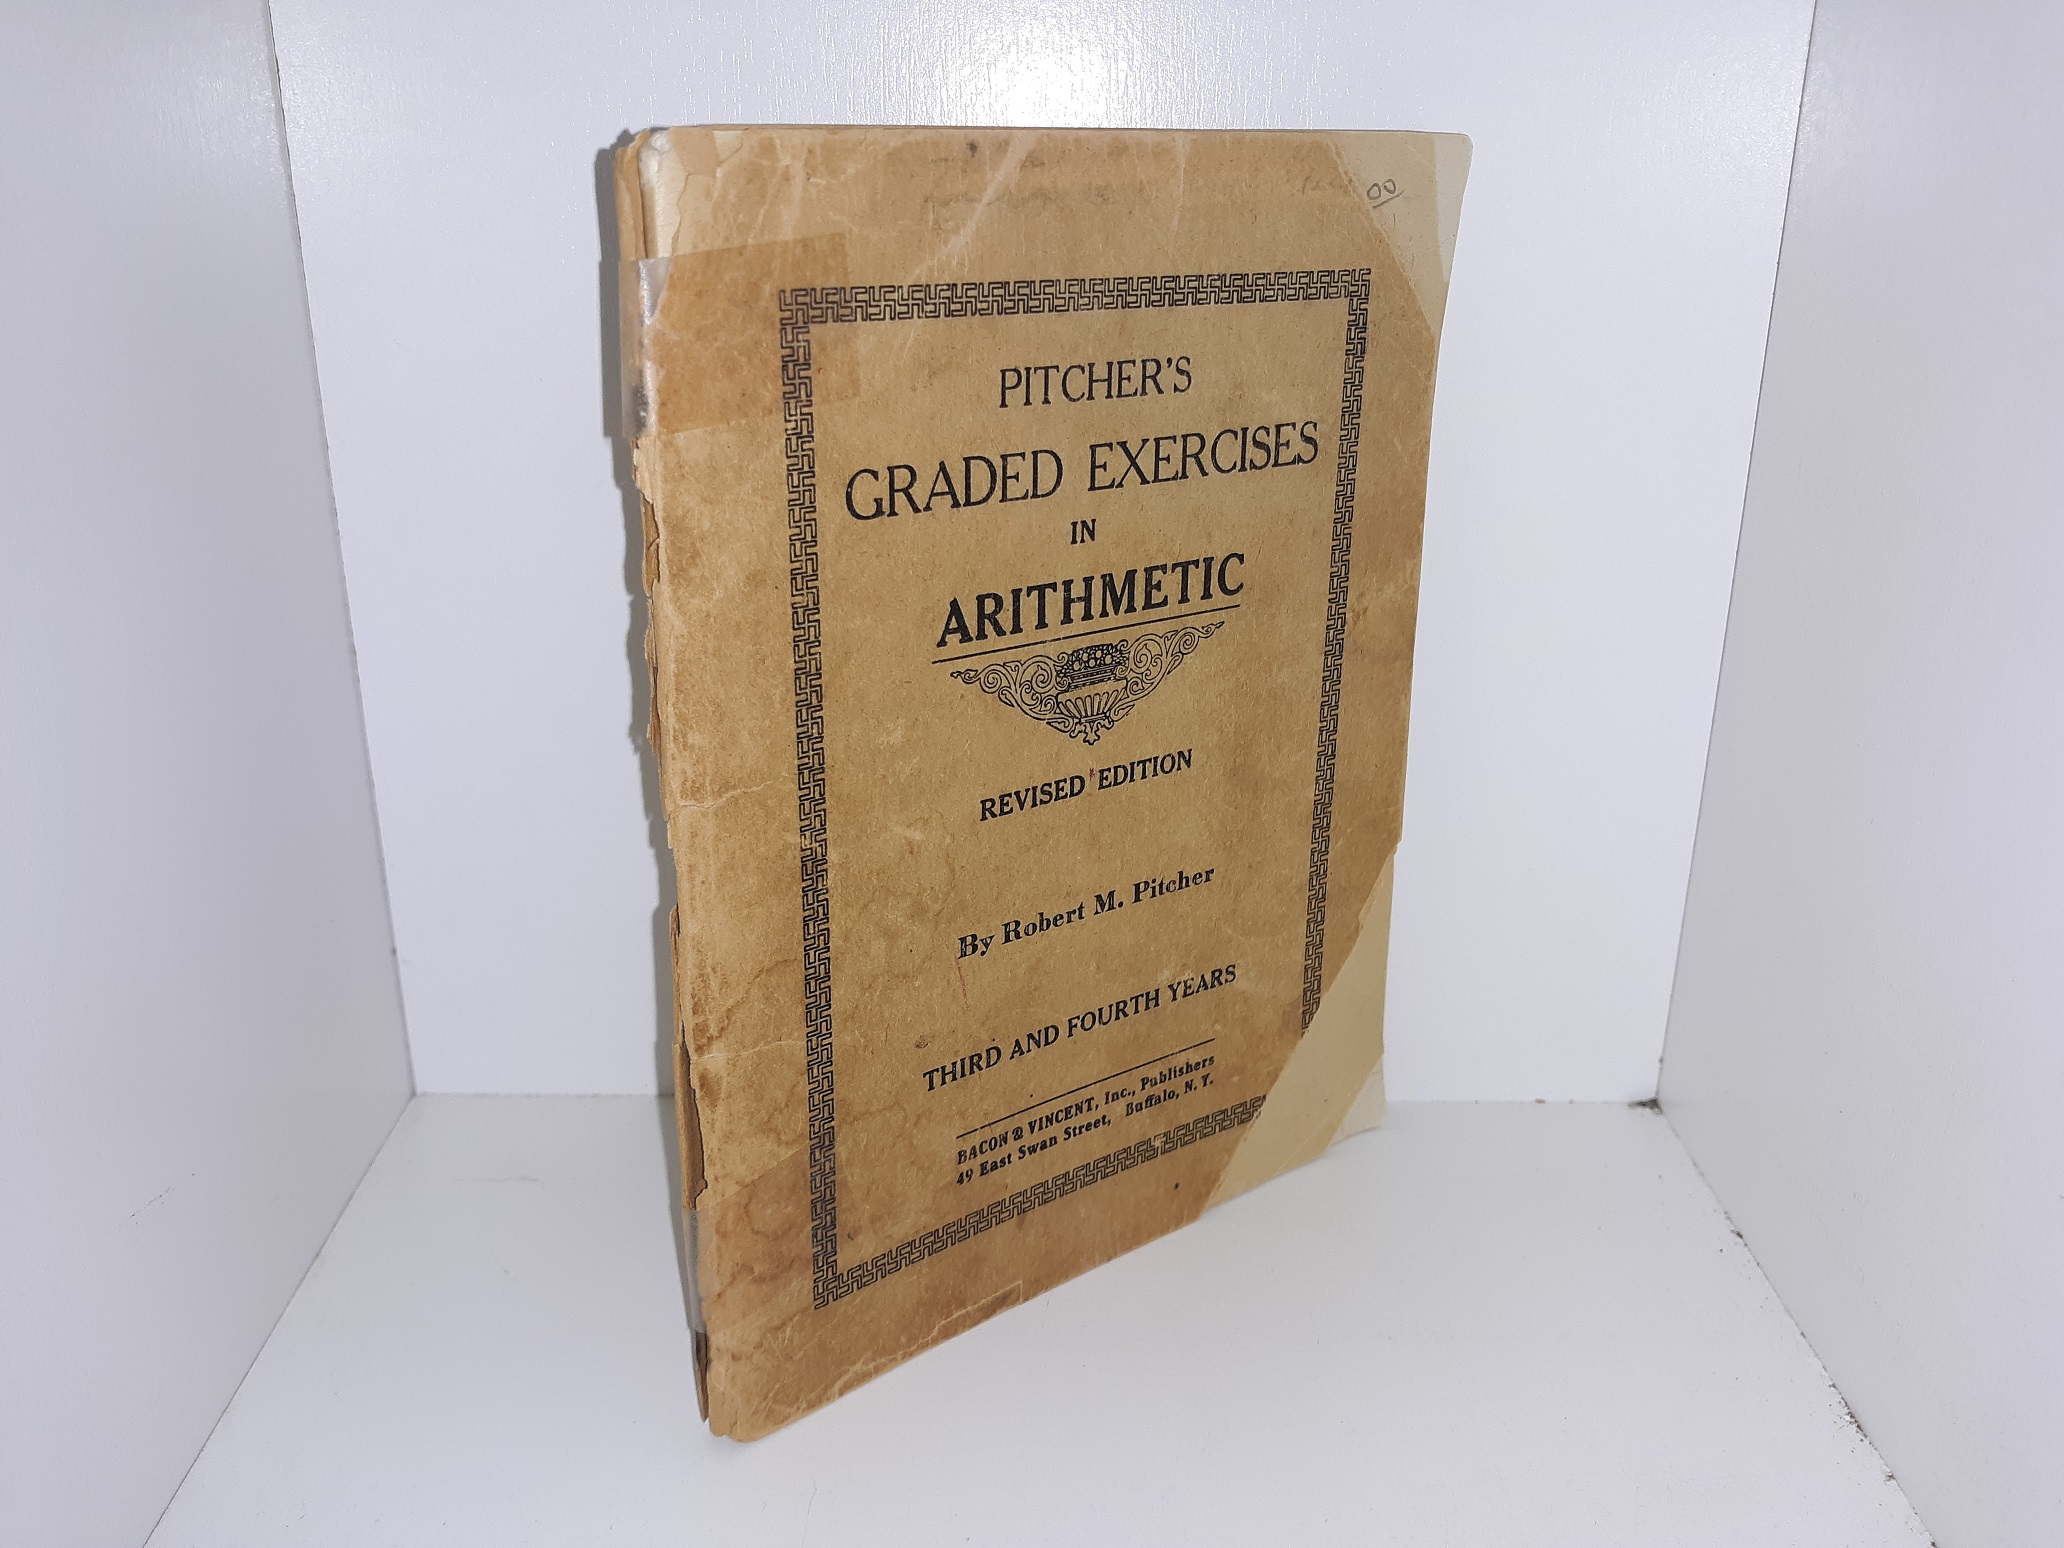 00
PITCHER'S
GRADED EXERCISES
IN
ARITHMETIC
REVISED EDITION
By Robert M. Pitcher
THIRD AND FOURTH YEARS
BACON & VINCENT, Inc., Publishers
49 East Swan Street, Buffalo, N. Y.